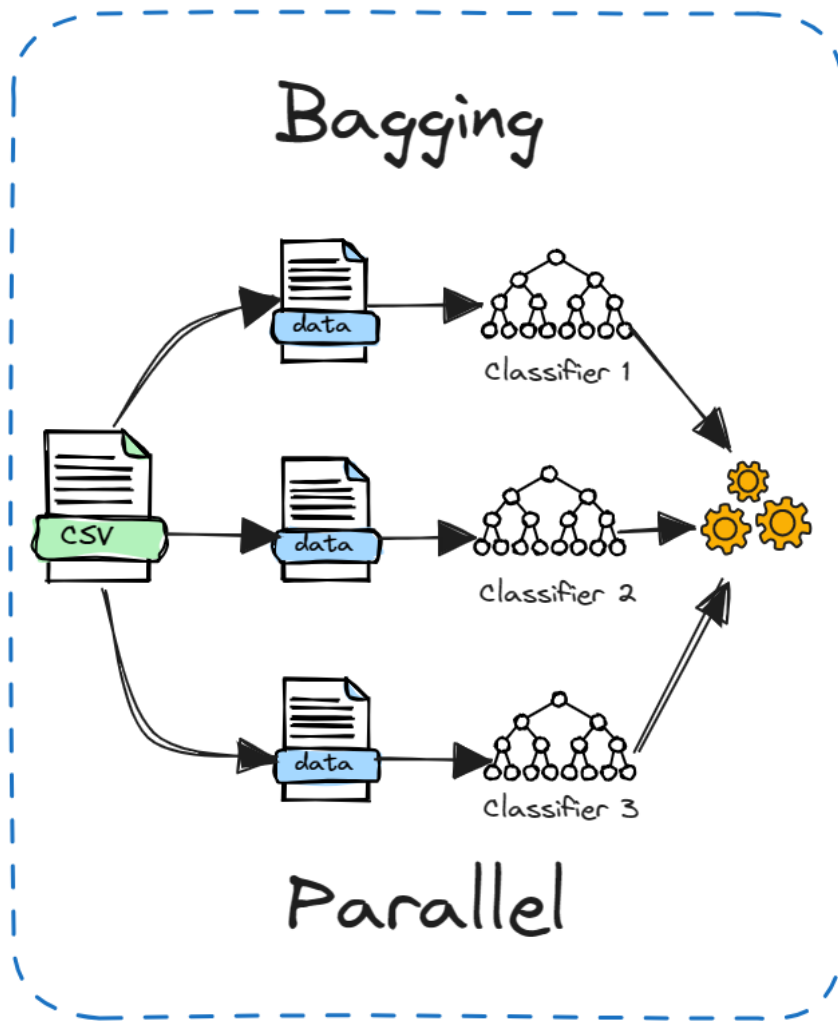 Bagging
data
Classifier 1
CSV
data
Classifier 2
data
Classifier 3
Parallel